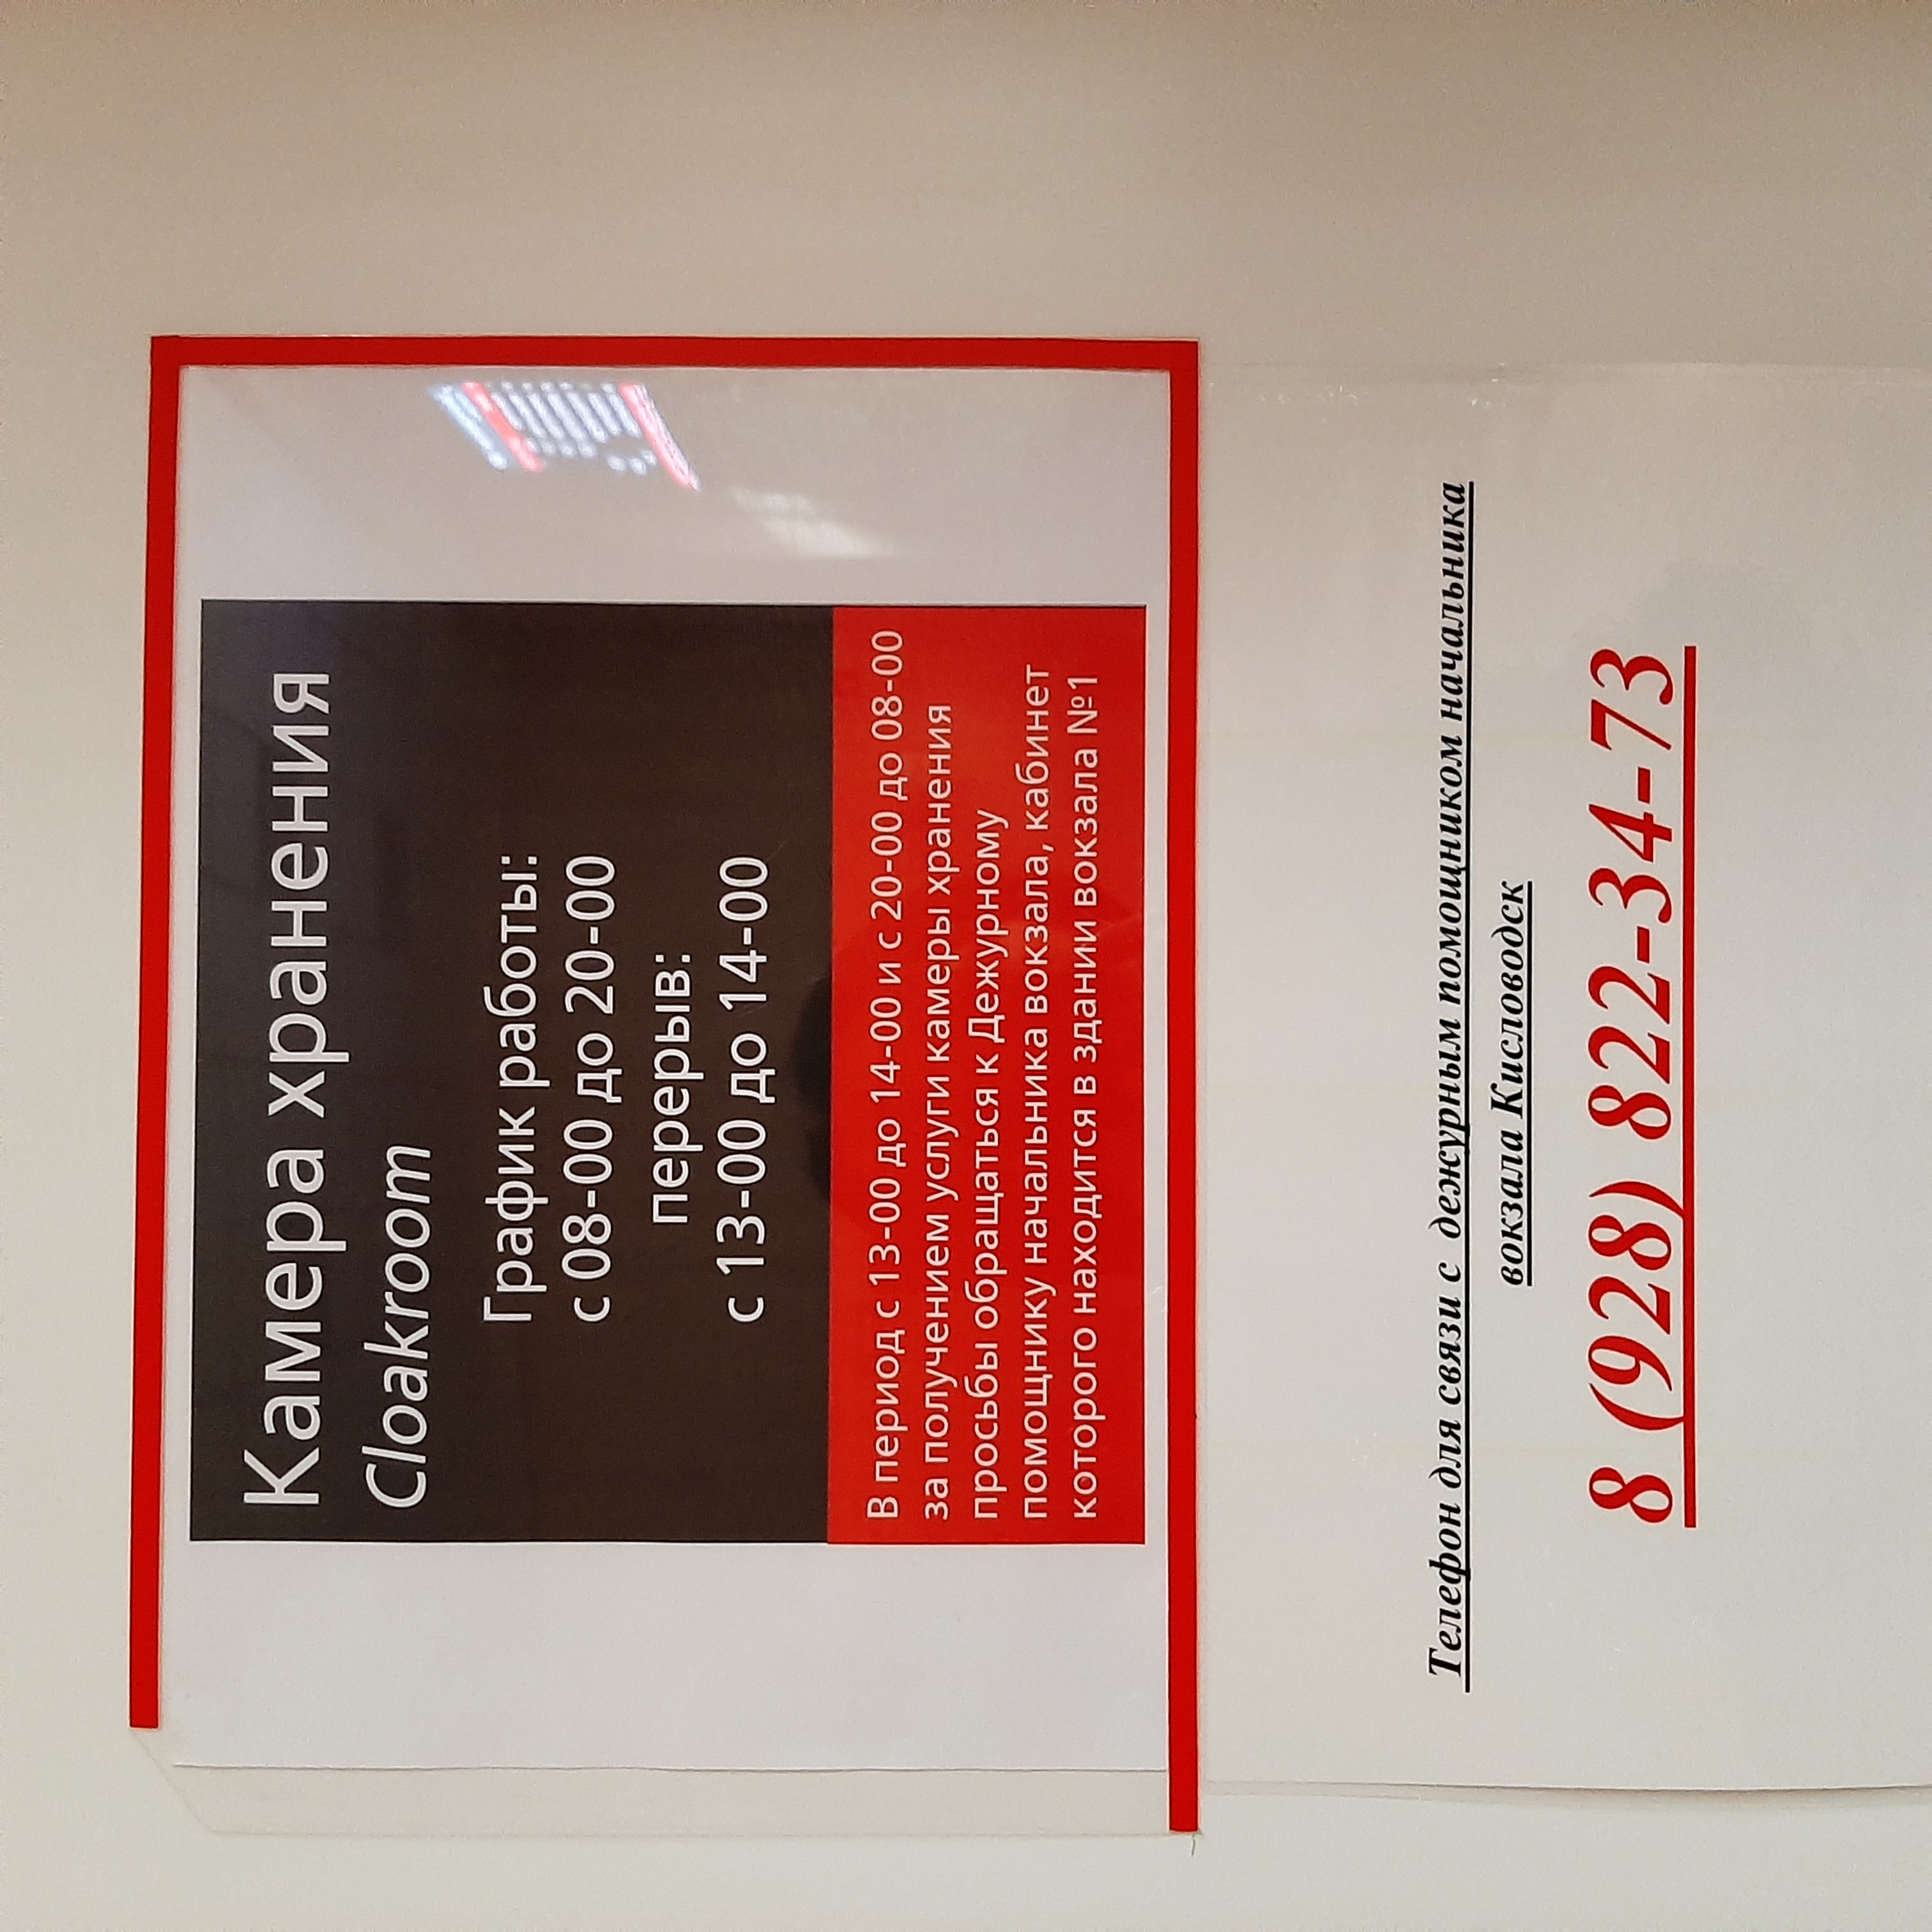 Камера хранения
Cloakroom
График работы:
с 08-00 до 20-00
перерыв:
с 13-00 до 14-00
В период с 13-00 до 14-00 и с 20-00 до 08-00
за получением услуги камеры хранения
просьбы обращаться к Дежурному
помощнику начальника вокзала, кабинет
которого находится в здании вокзала №1
Телефон для связи с дежурным помощником начальника
вокзала Кисловодск
8 (928) 822-34-73